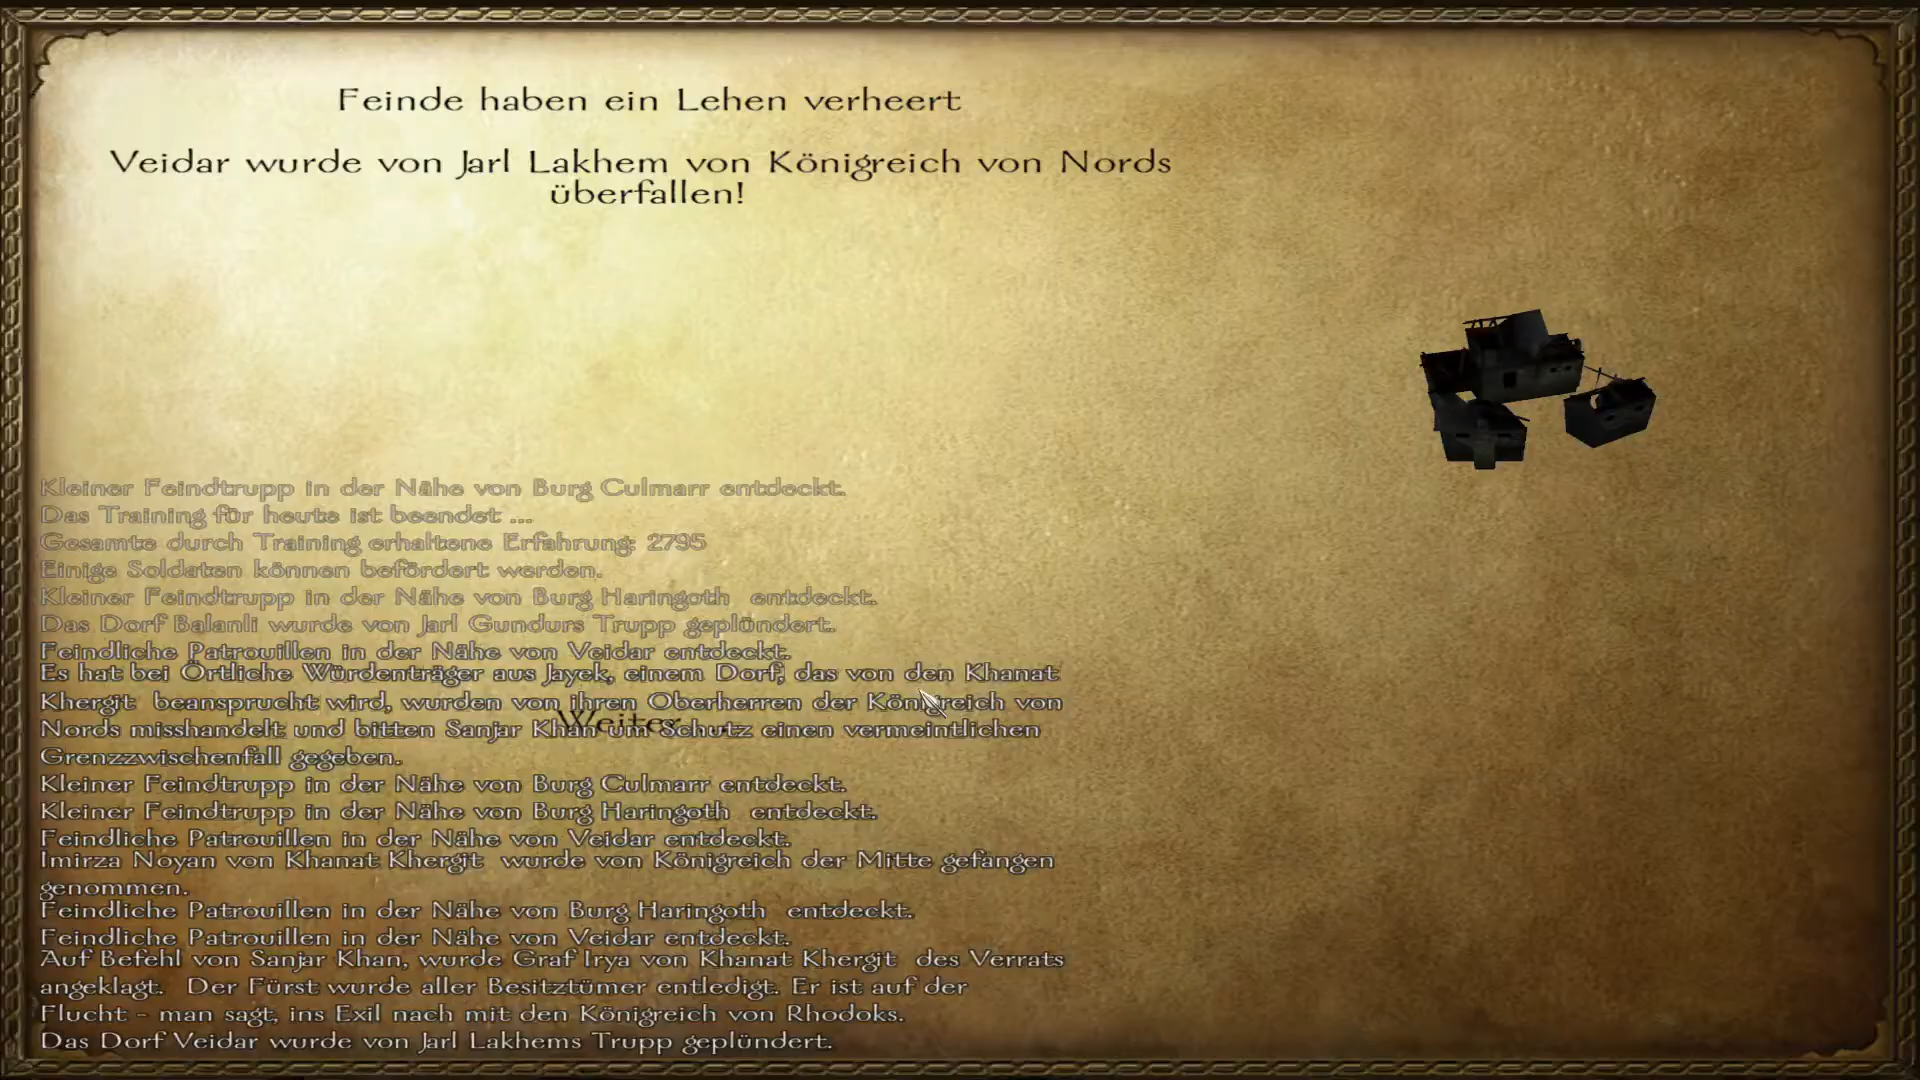 Feinde haben ein Lehen verheert
Veidar wurde von Jarl Lakhem von Königreich von Nords
überfallen!
Kleiner Feindtrupp in der Nähe von Burg Culmarr entdeckt.
Das Training für heute ist beendet ...
Gesamte durch Training erhaltene Erfahrung: 2795
Einige Soldaten können befördert werden.
Kleiner Feindtrupp in der Nähe von Burg Haringoth  entdeckt.
Das Dorf Balanli wurde von Jarl Gundurs Trupp geplündert.
Feindliche Patrouillen in der Nähe von Veidar entdeckt.
Es hat bei Örtliche Würdenträger aus Jayek, einem Dorf, das von den Khanat
Khergit  beansprucht wird, wurden von ihren Oberherren der Königreich von
Weiter...
Nords misshandelt und bitten Sanjar Khan um Schutz einen vermeintlichen
Grenzzwischenfall gegeben.
Kleiner Feindtrupp in der Nähe von Burg Culmarr entdeckt.
Kleiner Feindtrupp in der Nähe von Burg Haringoth  entdeckt.
Feindliche Patrouillen in der Nähe von Veidar entdeckt.
Imirza Noyan von Khanat Khergit  wurde von Königreich der Mitte gefangen
genommen.
Feindliche Patrouillen in der Nähe von Burg Haringoth  entdeckt.
Feindliche Patrouillen in der Nähe von Veidar entdeckt.
Auf Befehl von Sanjar Khan, wurde Graf Irya von Khanat Khergit  des Verrats
angeklagt.  Der Fürst wurde aller Besitztümer entledigt. Er ist auf der
Flucht - man sagt, ins Exil nach mit den Königreich von Rhodoks.
Das Dorf Veidar wurde von Jarl Lakhems Trupp geplündert.